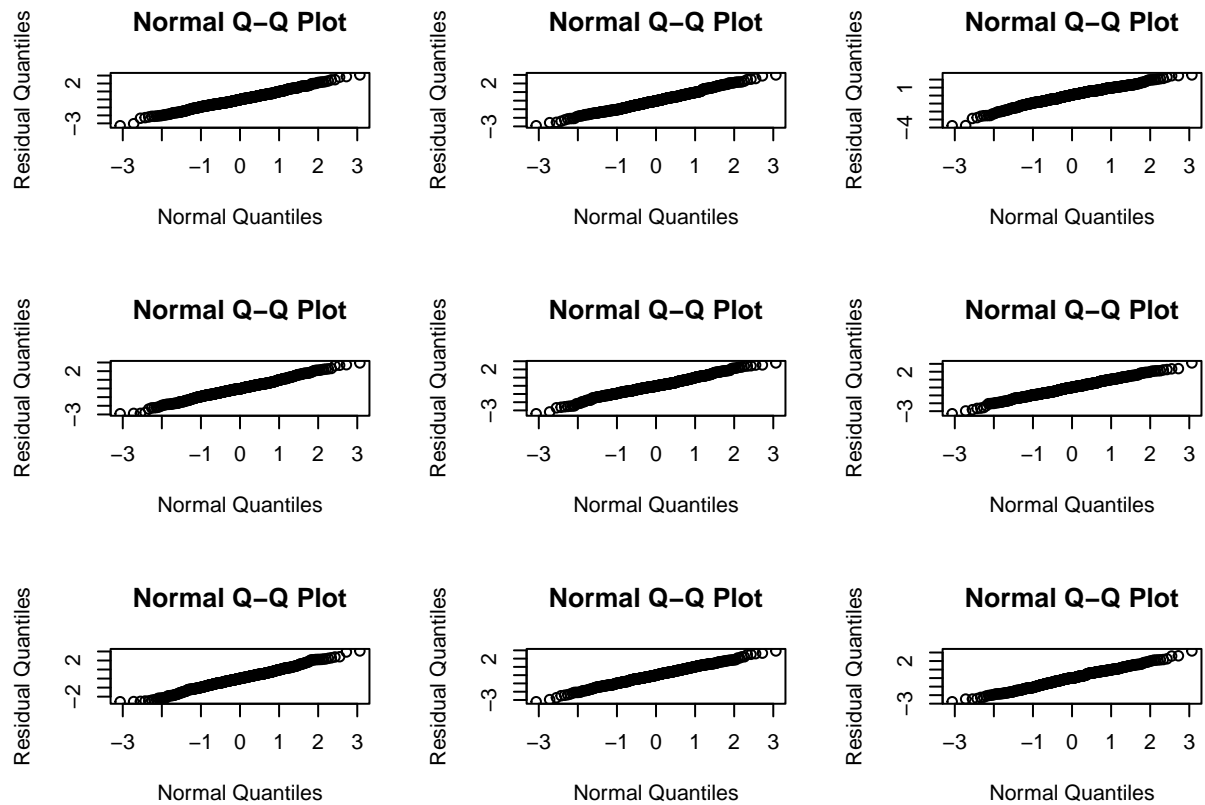 Normal Q−Q Plot
Residual Quantiles
2
−3
−3 −1 0 1 2 3
Normal Quantiles
Normal Q−Q Plot
Residual Quantiles
2
−3
−3 −1 0 1 2 3
Normal Quantiles
Normal Q−Q Plot
Residual Quantiles
1
−4
−3 −1 0 1 2 3
Normal Quantiles
Normal Q−Q Plot
Residual Quantiles
2
−3
−3 −1 0 1 2 3
Normal Quantiles
Normal Q−Q Plot
Residual Quantiles
2
−3
−3 −1 0 1 2 3
Normal Quantiles
Normal Q−Q Plot
Residual Quantiles
2
−3
−3 −1 0 1 2 3
Normal Quantiles
Normal Q−Q Plot
Residual Quantiles
2
−2
−3 −1 0 1 2 3
Normal Quantiles
Normal Q−Q Plot
Residual Quantiles
2
−3
−3 −1 0 1 2 3
Normal Quantiles
Normal Q−Q Plot
Residual Quantiles
2
−3
−3 −1 0 1 2 3
Normal Quantiles